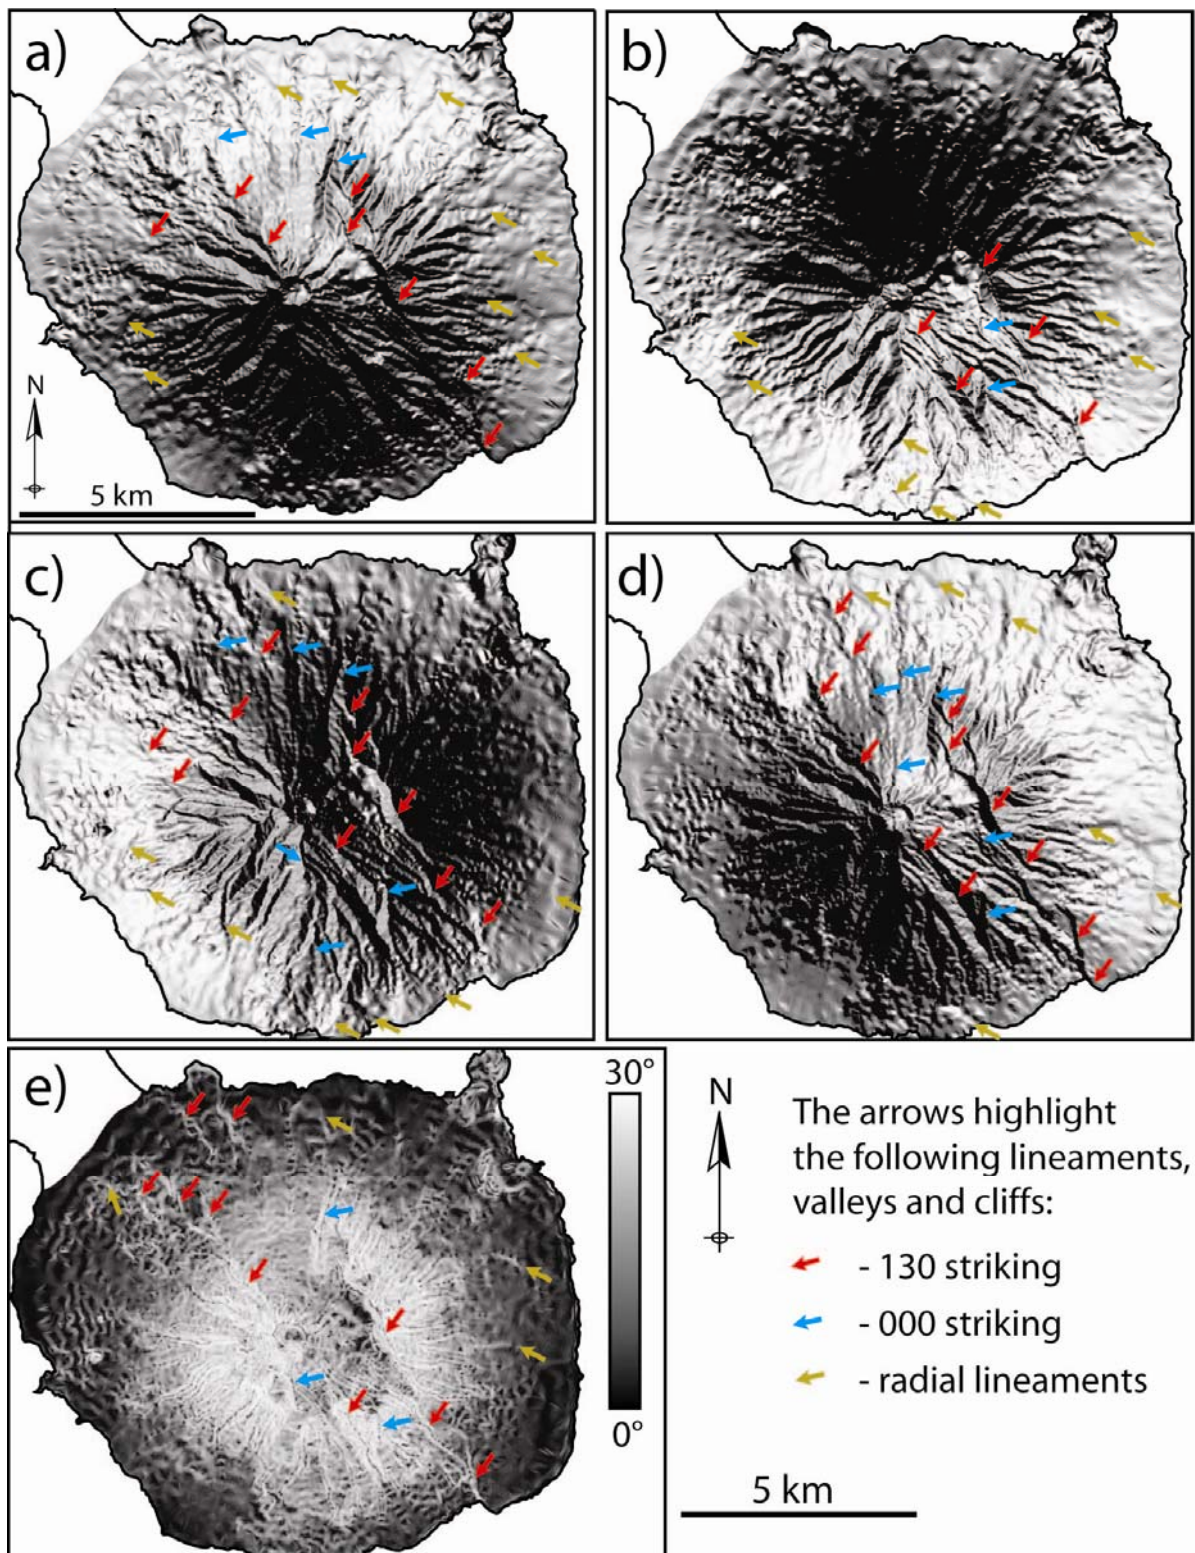 a)
b)
N
5 km
c)
d)
e)
30°
0°
N
The arrows highlight
the following lineaments,
valleys and cliffs:
- 130 striking
- 000 striking
- radial lineaments
5 km